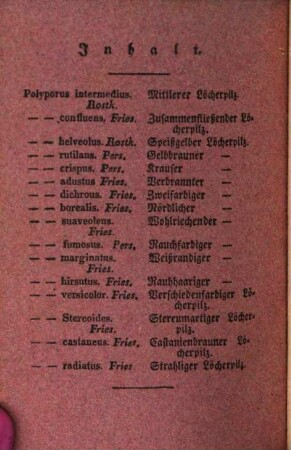 Inhalt.
Polyporus intermedius. Mittlerer Löcherpilz.
Rostk.
— — confluens, Fries. Zusammenfließender Lö-
cherpilz.
— — helveolus. Rostk. Speißgelber Löcherpilz.
— — rutilans. Pers, Gelbbrauner —
— — crispus. Pers, Krauser —
— — adustus Fries, Verbrannter —
— — dichrous. Fries, Zweifarbiger —
— — borealis. Fries, Nördlicher —
— — suaveolens. Wohlriechender —
Fries.
— — fumosus. Pers, Rauchfarbiger —
— — marginatus. Weißrandiger —
Fries.
— — hirsutus. Fries, Rauhhaariger —
— — versicolor. Fries. Verschiedenfarbiger Lö-
cherpilz.
— — Stereoides. Stereumartiger Löcher-
Fries. pilz.
— — castaneus. Fries, Castanienbrauner Lö-
cherpilz.
— — radiatus. Fries Strahliger Löcherpilz.